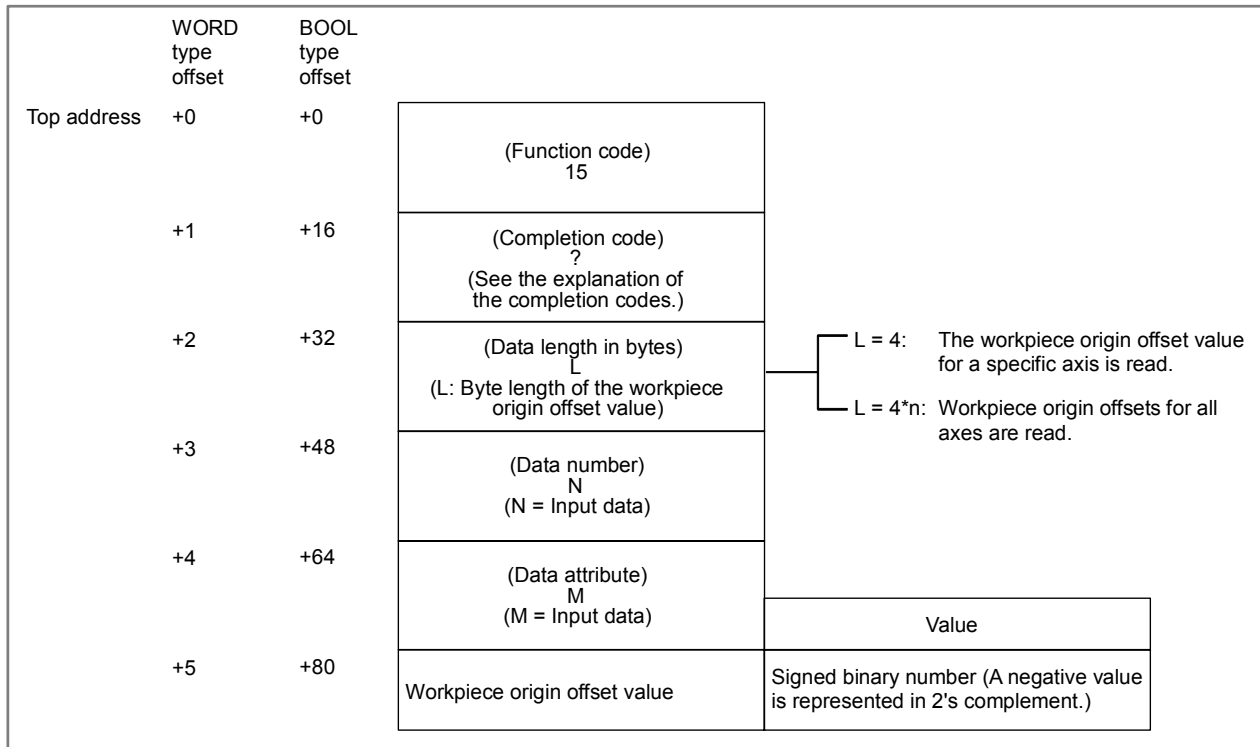 WORD
type
offset
BOOL
type
offset
Top address +0 +0
(Function code)
15
+1 +16
(Completion code)
?
(See the explanation of
the completion codes.)
+2 +32
(Data length in bytes)
L
(L: Byte length of the workpiece
origin offset value)
L = 4: The workpiece origin offset value
for a specific axis is read.
L = 4*n: Workpiece origin offsets for all
axes are read.
+3 +48
(Data number)
N
(N = Input data)
+4 +64
(Data attribute)
M
(M = Input data)
Value
+5 +80
Workpiece origin offset value
Signed binary number (A negative value
is represented in 2's complement.)